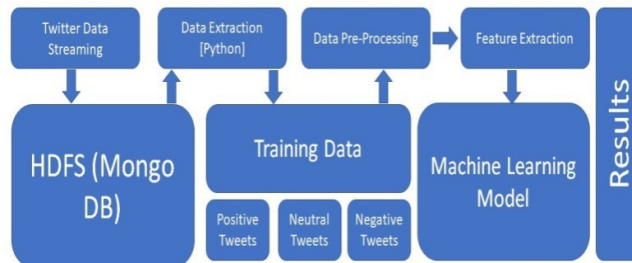 Twitter Data
Streaming
Data Extraction
[Python]
Data Pre-Processing
Feature Extraction
HDFS (Mongo
DB)
Training Data
Positive
Tweets
Neutral
Tweets
Negative
Tweets
Machine Learning
Model
Results